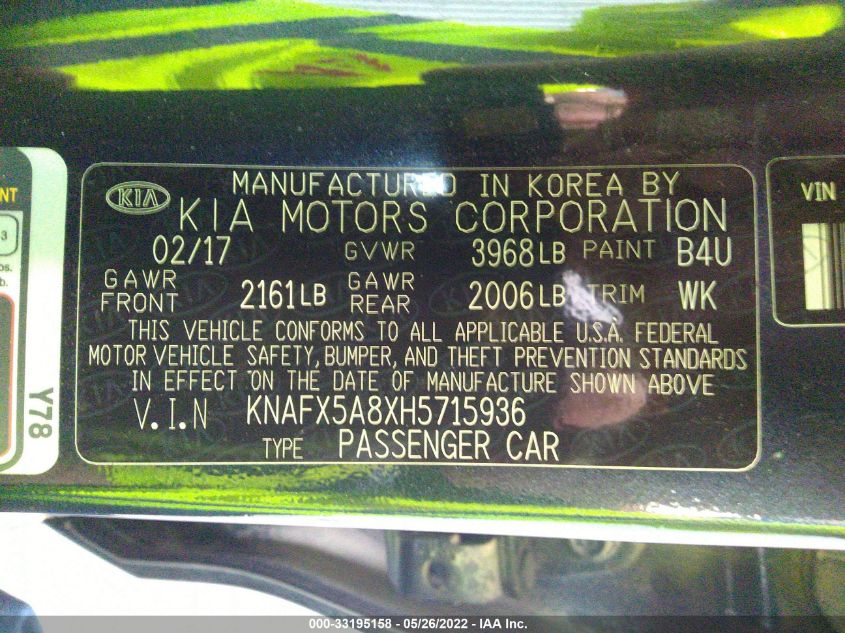 MANUFACTURED IN KOREA BY
KIA KIA MOTORS CORPORATION
02/17 GVWR 3968LB PAINT B4U
GAWR FRONT 2161LB GAWR REAR 2006LB TRIM WK
THIS VEHICLE CONFORMS TO ALL APPLICABLE U.S.A. FEDERAL
MOTOR VEHICLE SAFETY, BUMPER, AND THEFT PREVENTION STANDARDS
IN EFFECT ON THE DATE OF MANUFACTURE SHOWN ABOVE
V.I.N KNAFX5A8XH5715936
TYPE PASSENGER CAR
3
Y78
VIN
000-33195158 - 05/26/2022 - IAA Inc.